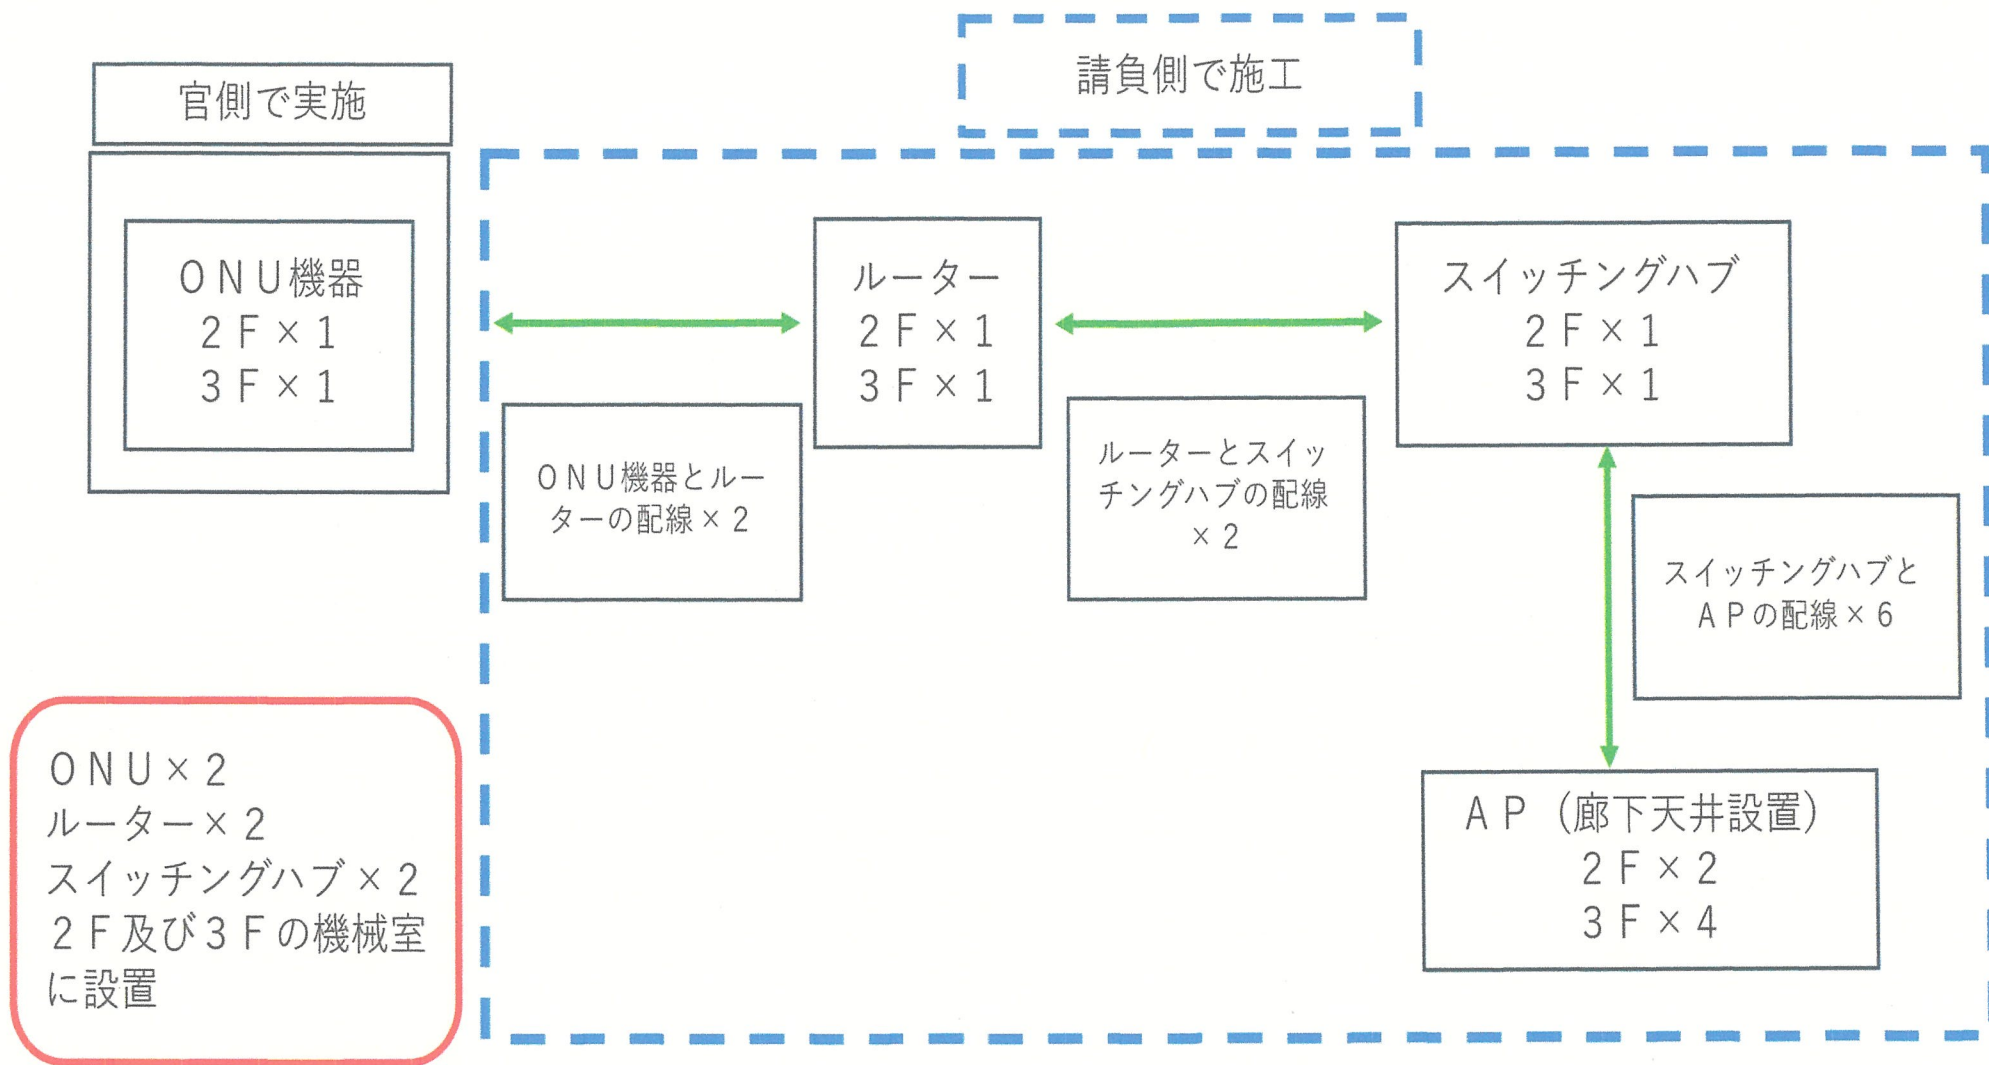 請負側で施工
官側で実施
ONU機器
2F×1
3F×1
ルーター
2F×1
3F×1
スイッチングハブ
2F×1
3F×1
ONU機器とルー
ターの配線×2
ルーターとスイッ
チングハブの配線
×2
スイッチングハブと
APの配線×6
ONU×2
ルーター×2
スイッチングハブ×2
2F及び3Fの機械室
に設置
AP（廊下天井設置）
2F×2
3F×4